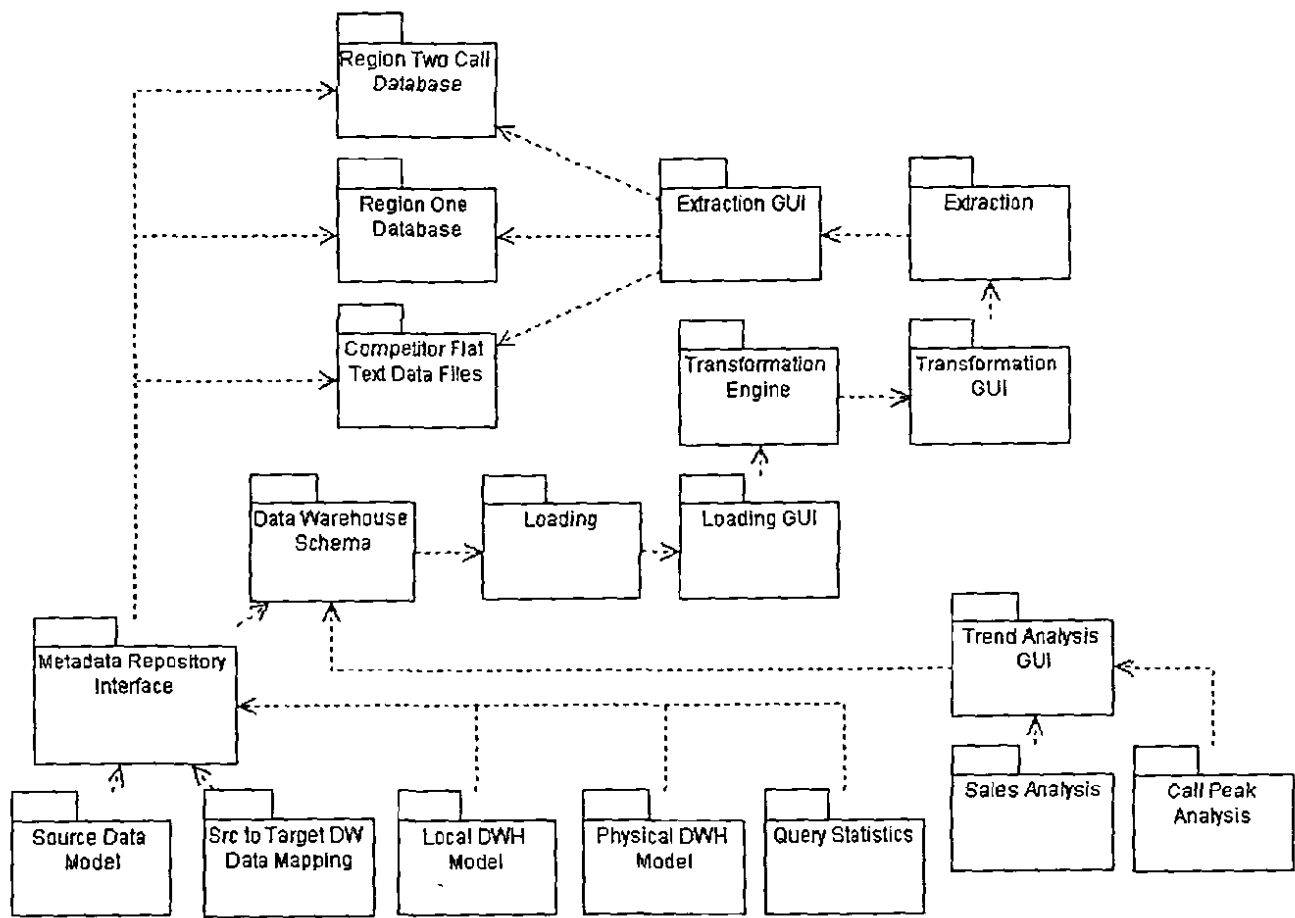 Region Two Call
Database
Region One
Database
Extraction GUI
Extraction
Competitor Flat
Text Data Files
Transformation
Engine
Transformation
GUI
Data Warehouse
Schema
Loading
Loading GUI
Metadata Repository
Interface
Trend Analysis
GUI
Sales Analysis
Call Peak
Analysis
Source Data
Model
Src to Target DW
Data Mapping
Local DWH
Model
Physical DWH
Model
Query Statistics